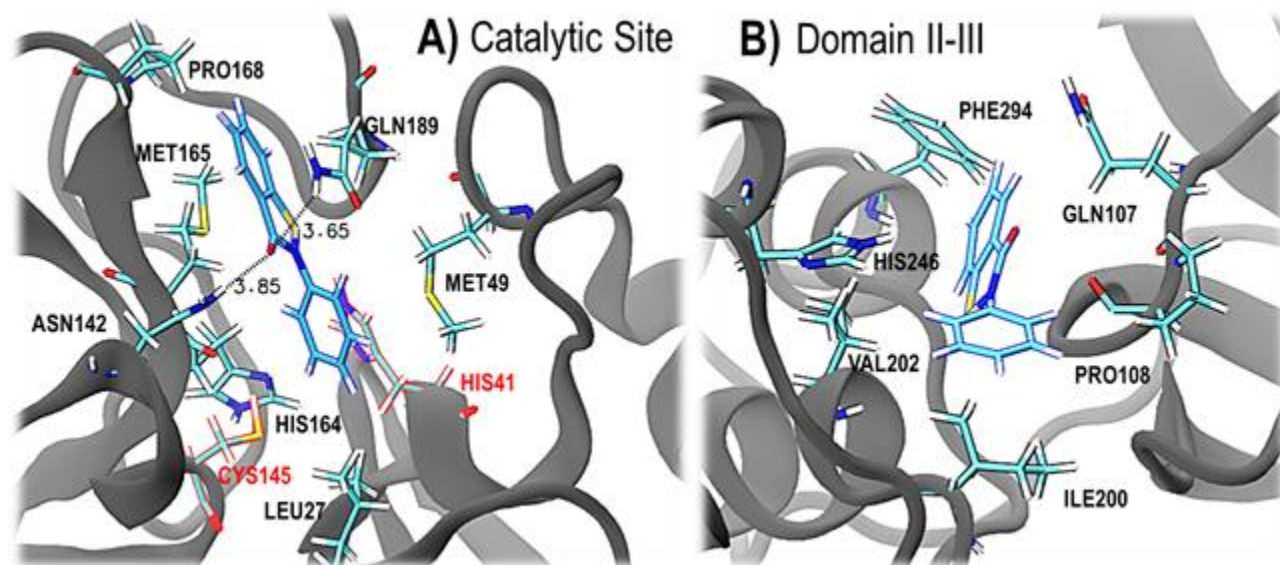 A) Catalytic Site
B) Domain II-III
PRO168
GLN189
MET165
3.65
3.85
MET49
ASN142
HIS41
HIS164
CYS145
LEU27
PHE294
GLN107
HIS246
VAL202
PRO108
ILE200